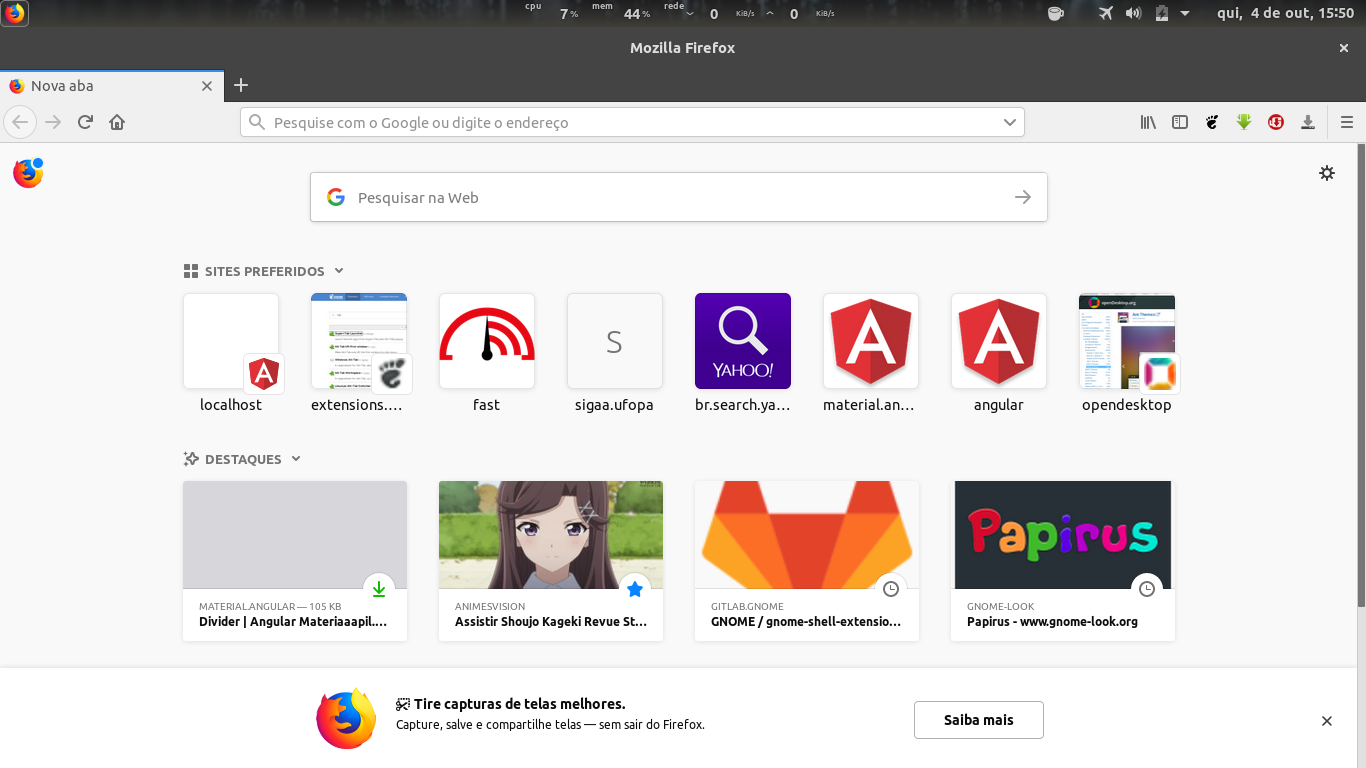 cpu 7% mem 44% rede 0 KiB/s 0 KiB/s
qui, 4 de out, 15:50
Mozilla Firefox
Nova aba
Pesquise com o Google ou digite o endereço
Pesquisar na Web
SITES PREFERIDOS
S
YAHOO!
openDesktop.org
localhost
extensions....
fast
sigaa.ufopa
br.search.ya...
material.an...
angular
opendesktop
DESTAQUES
Papirus
MATERIAL.ANGULAR — 105 KB
Divider | Angular Materiaaapil....
ANIMESVISION
Assistir Shoujo Kageki Revue St...
GITLAB.GNOME
GNOME / gnome-shell-extensio...
GNOME-LOOK
Papirus - www.gnome-look.org
Tire capturas de telas melhores.
Capture, salve e compartilhe telas — sem sair do Firefox.
Saiba mais